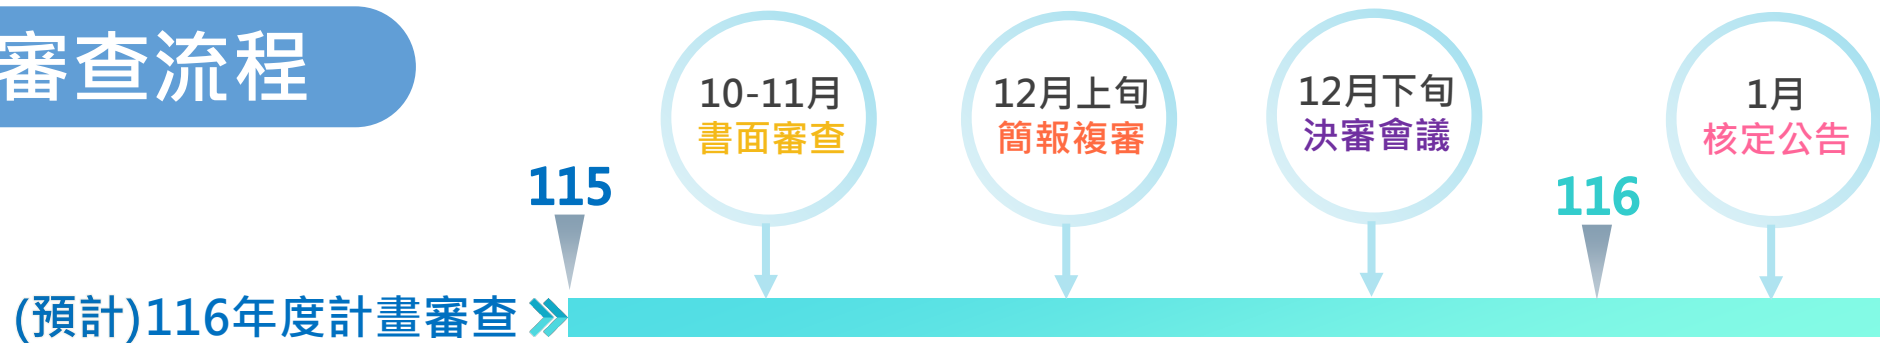 審查流程
115
10-11月
書面審查
12月上旬
簡報複審
12月下旬
決審會議
116
1月
核定公告
(預計)116年度計畫審查